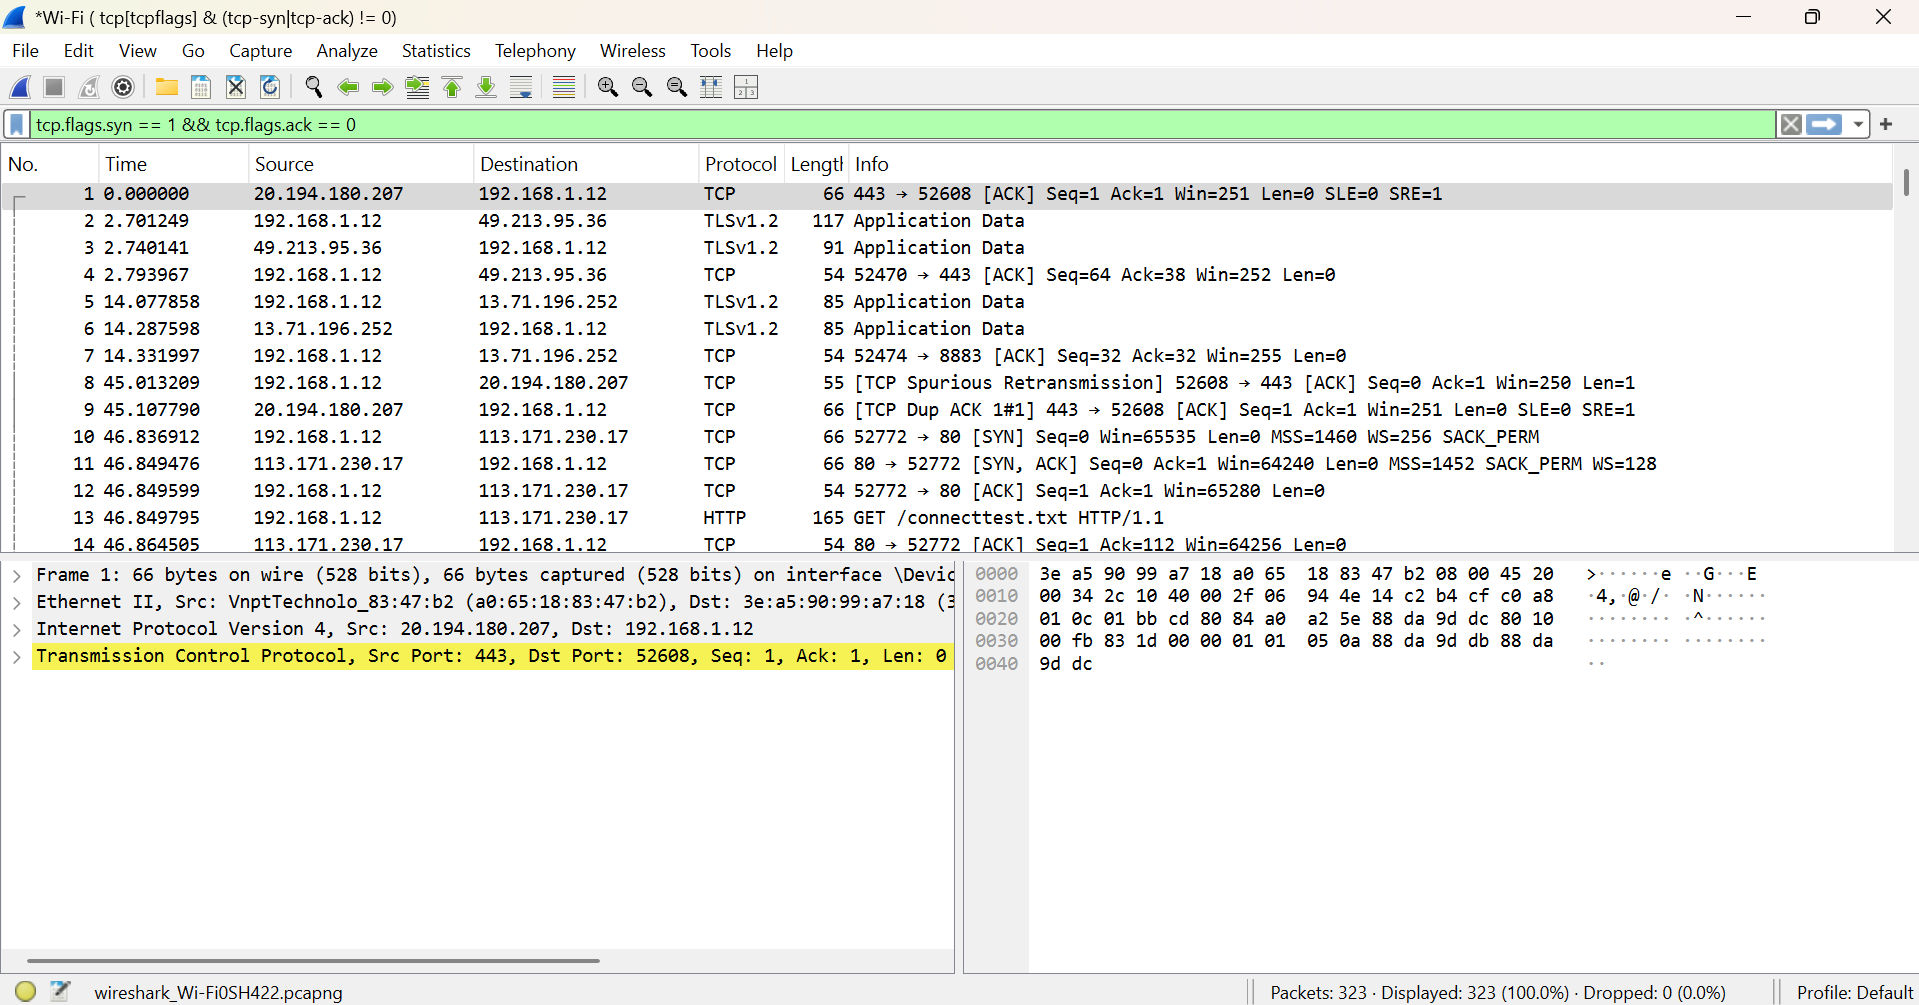 *Wi-Fi ( tcp[tcpflags] & (tcp-syn|tcp-ack) != 0)
File Edit View Go Capture Analyze Statistics Telephony Wireless Tools Help
tcp.flags.syn == 1 && tcp.flags.ack == 0
No. Time Source Destination Protocol Length Info
1 0.000000 20.194.180.207 192.168.1.12 TCP 66 443 → 52608 [ACK] Seq=1 Ack=1 Win=251 Len=0 SLE=0 SRE=1
2 2.701249 192.168.1.12 49.213.95.36 TLSv1.2 117 Application Data
3 2.740141 49.213.95.36 192.168.1.12 TLSv1.2 91 Application Data
4 2.793967 192.168.1.12 49.213.95.36 TCP 54 52470 → 443 [ACK] Seq=64 Ack=38 Win=252 Len=0
5 14.077858 192.168.1.12 13.71.196.252 TLSv1.2 85 Application Data
6 14.287598 13.71.196.252 192.168.1.12 TLSv1.2 85 Application Data
7 14.331997 192.168.1.12 13.71.196.252 TCP 54 52474 → 8883 [ACK] Seq=32 Ack=32 Win=255 Len=0
8 45.013209 192.168.1.12 20.194.180.207 TCP 55 [TCP Spurious Retransmission] 52608 → 443 [ACK] Seq=0 Ack=1 Win=250 Len=1
9 45.107790 20.194.180.207 192.168.1.12 TCP 66 [TCP Dup ACK 1#1] 443 → 52608 [ACK] Seq=1 Ack=1 Win=251 Len=0 SLE=0 SRE=1
10 46.836912 192.168.1.12 113.171.230.17 TCP 66 52772 → 80 [SYN] Seq=0 Win=65535 Len=0 MSS=1460 WS=256 SACK_PERM
11 46.849476 113.171.230.17 192.168.1.12 TCP 66 80 → 52772 [SYN, ACK] Seq=0 Ack=1 Win=64240 Len=0 MSS=1452 SACK_PERM WS=128
12 46.849599 192.168.1.12 113.171.230.17 TCP 54 52772 → 80 [ACK] Seq=1 Ack=1 Win=65280 Len=0
13 46.849795 192.168.1.12 113.171.230.17 HTTP 165 GET /connecttest.txt HTTP/1.1
14 46.864505 113.171.230.17 192.168.1.12 TCP 54 80 → 52772 [ACK] Seq=1 Ack=112 Win=64256 Len=0
Frame 1: 66 bytes on wire (528 bits), 66 bytes captured (528 bits) on interface \Devic
Ethernet II, Src: VnptTechnolo_83:47:b2 (a0:65:18:83:47:b2), Dst: 3e:a5:90:99:a7:18 (3
Internet Protocol Version 4, Src: 20.194.180.207, Dst: 192.168.1.12
Transmission Control Protocol, Src Port: 443, Dst Port: 52608, Seq: 1, Ack: 1, Len: 0
0000 3e a5 90 99 a7 18 a0 65 18 83 47 b2 08 00 45 20 >······e ··G···E
0010 00 34 2c 10 40 00 2f 06 94 4e 14 c2 b4 cf c0 a8 ·4,·@·/· ·N······
0020 01 0c 01 bb cd 80 84 a0 a2 5e 88 da 9d dc 80 10 ········ ·^······
0030 00 fb 83 1d 00 00 01 01 05 0a 88 da 9d db 88 da ········ ········
0040 9d dc ··
wireshark_Wi-Fi0SH422.pcapng
Packets: 323 · Displayed: 323 (100.0%) · Dropped: 0 (0.0%)
Profile: Default